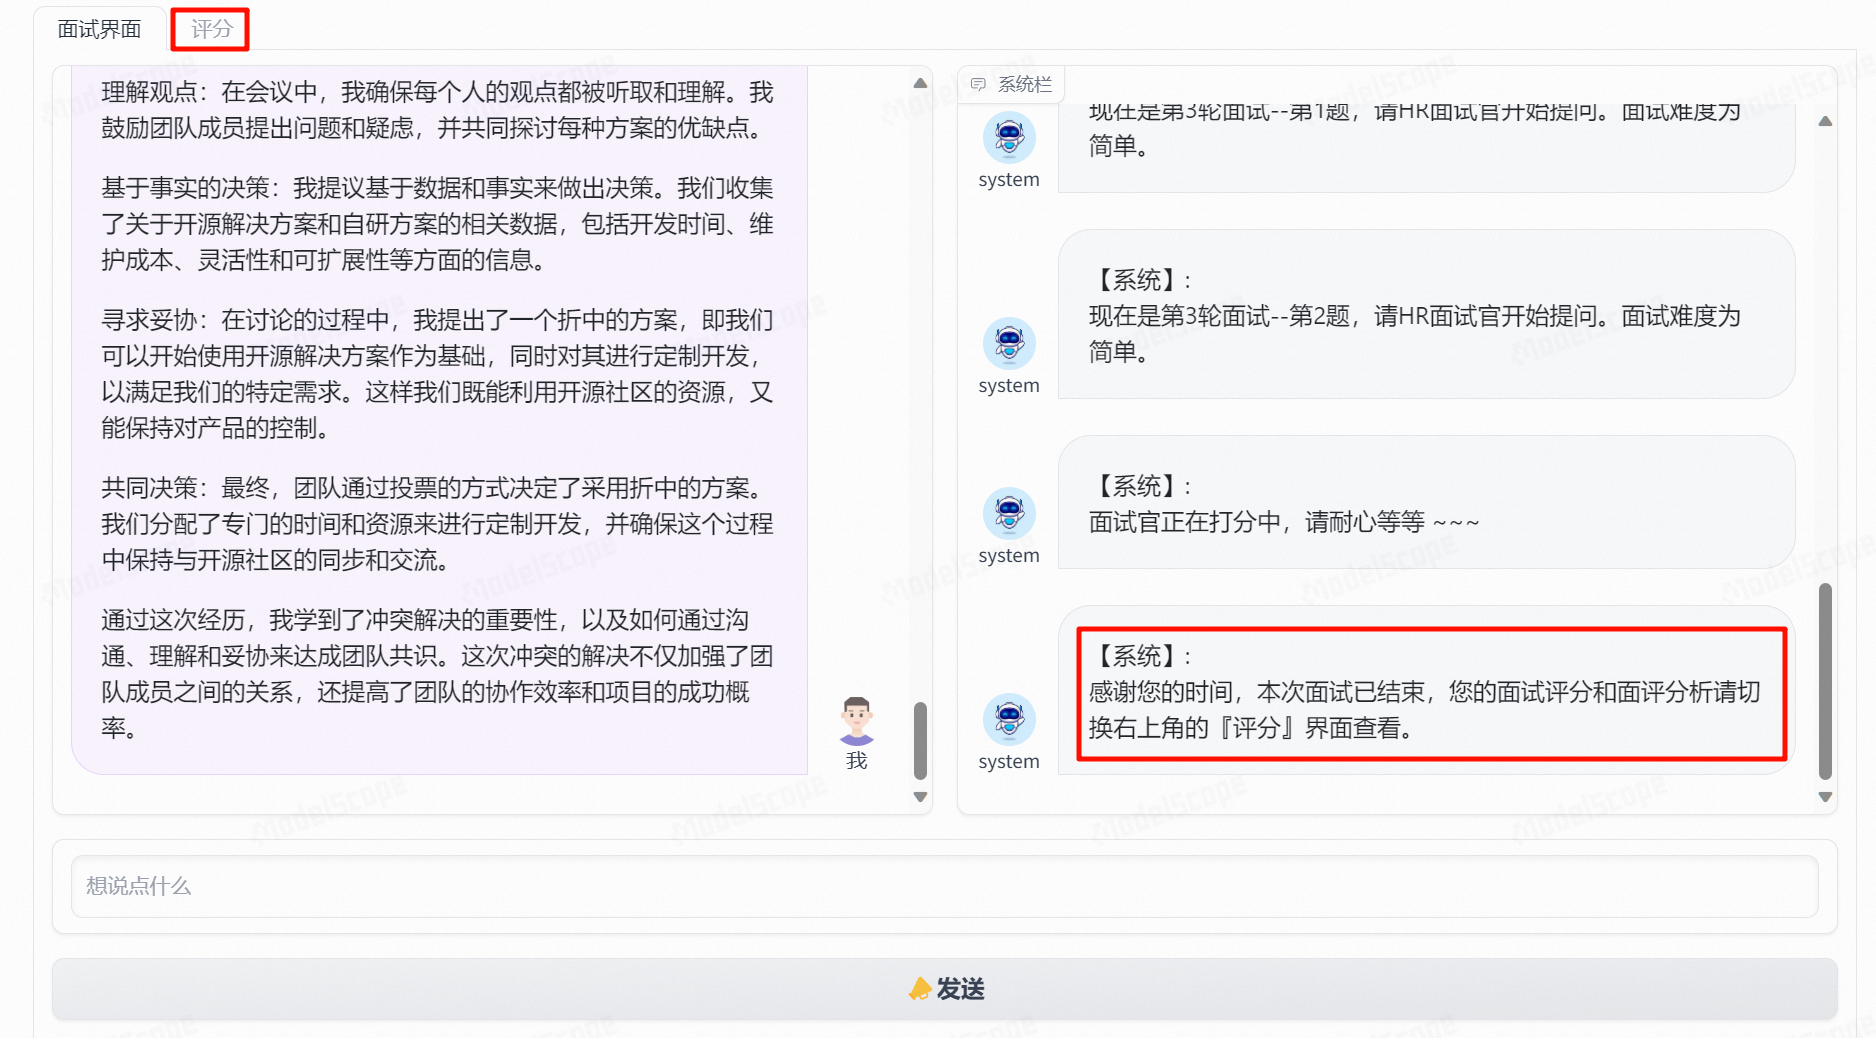 面试界面
评分
理解观点：在会议中，我确保每个人的观点都被听取和理解。我
鼓励团队成员提出问题和疑虑，并共同探讨每种方案的优缺点。
基于事实的决策：我提议基于数据和事实来做出决策。我们收集
了关于开源解决方案和自研方案的相关数据，包括开发时间、维
护成本、灵活性和可扩展性等方面的信息。
寻求妥协：在讨论的过程中，我提出了一个折中的方案，即我们
可以开始使用开源解决方案作为基础，同时对其进行定制开发，
以满足我们的特定需求。这样我们既能利用开源社区的资源，又
能保持对产品的控制。
共同决策：最终，团队通过投票的方式决定了采用折中的方案。
我们分配了专门的时间和资源来进行定制开发，并确保这个过程
中保持与开源社区的同步和交流。
通过这次经历，我学到了冲突解决的重要性，以及如何通过沟
通、理解和妥协来达成团队共识。这次冲突的解决不仅加强了团
队成员之间的关系，还提高了团队的协作效率和项目的成功概
率。
我
系统栏
现在是第3轮面试--第1题，请HR面试官开始提问。面试难度为
简单。
system
【系统】:
现在是第3轮面试--第2题，请HR面试官开始提问。面试难度为
简单。
system
【系统】:
面试官正在打分中，请耐心等等 ~~~
system
【系统】:
感谢您的时间，本次面试已结束，您的面试评分和面评分析请切
换右上角的『评分』界面查看。
system
想说点什么
发送
ModelScope